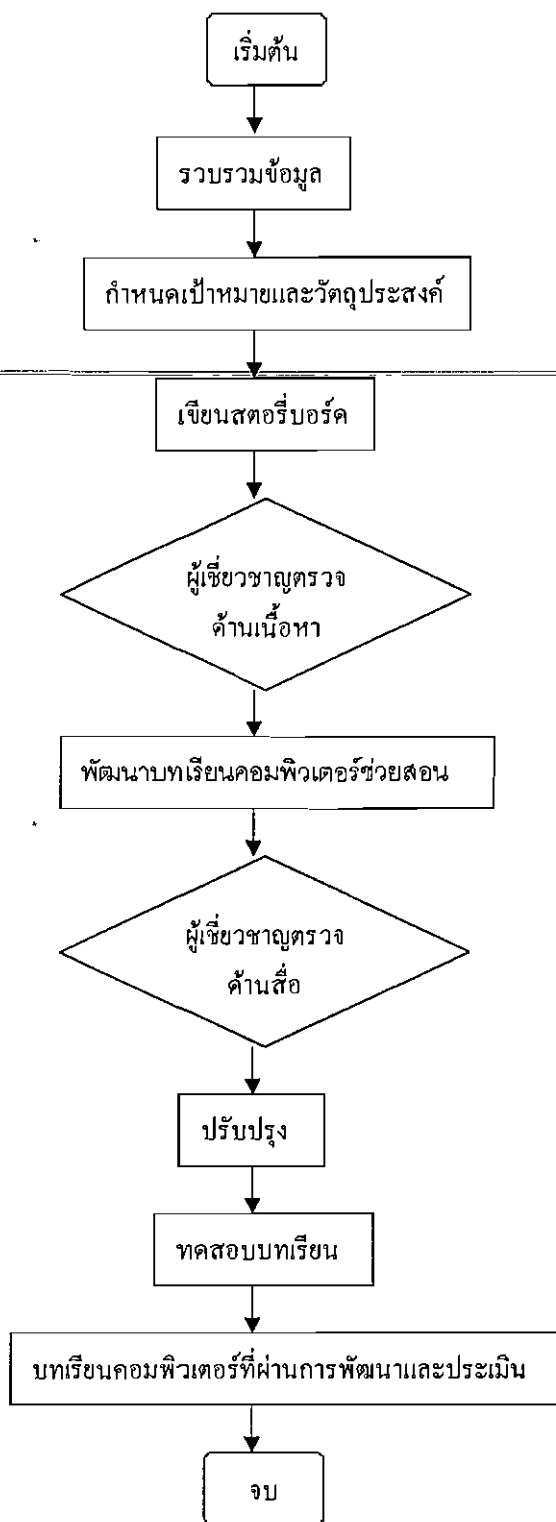 เริ่มต้น
รวบรวมข้อมูล
กำหนดเป้าหมายและวัตถุประสงค์
เขียนสตอรี่บอร์ด
ผู้เชี่ยวชาญตรวจ
ด้านเนื้อหา
พัฒนาบทเรียนคอมพิวเตอร์ช่วยสอน
ผู้เชี่ยวชาญตรวจ
ด้านสื่อ
ปรับปรุง
ทดสอบบทเรียน
บทเรียนคอมพิวเตอร์ที่ผ่านการพัฒนาและประเมิน
จบ